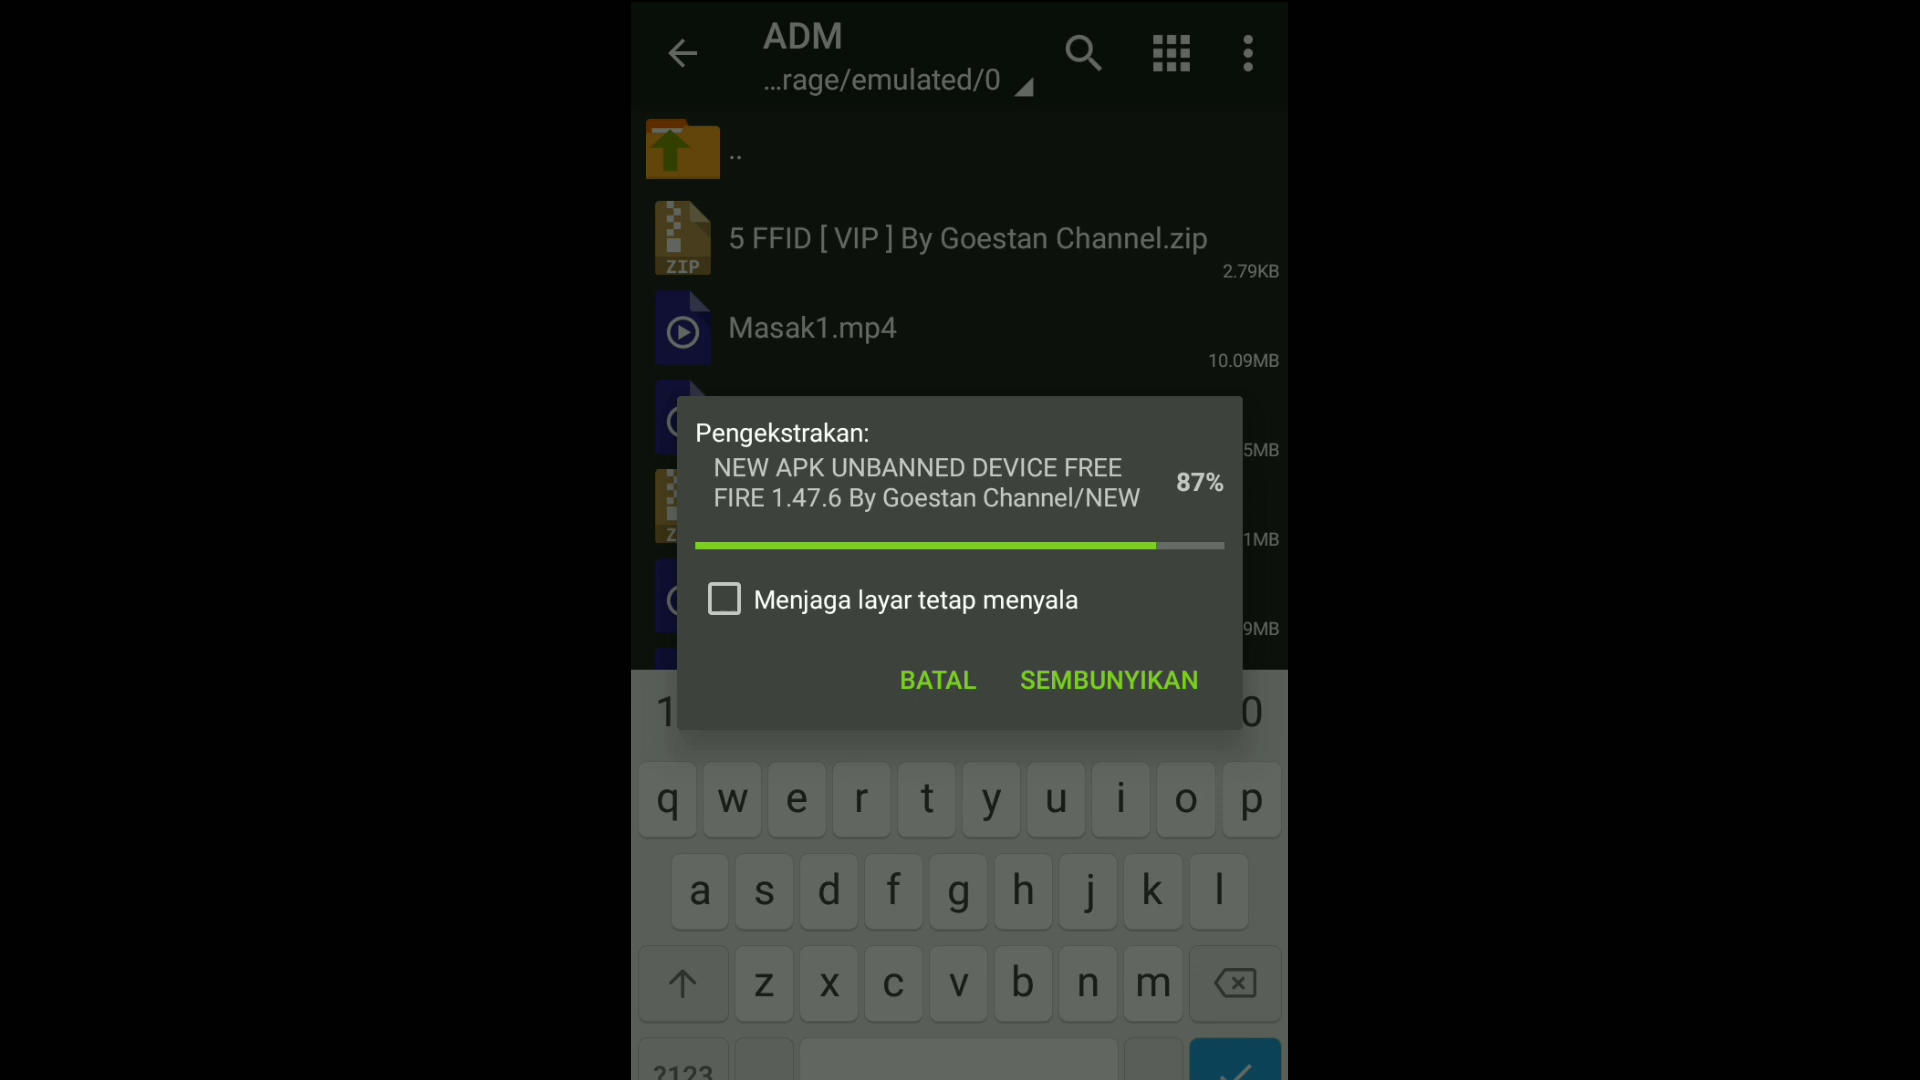 ADM
...rage/emulated/0
..
ZIP
5 FFID [ VIP ] By Goestan Channel.zip
2.79KB
Masak1.mp4
10.09MB
Pengekstrakan:
NEW APK UNBANNED DEVICE FREE
FIRE 1.47.6 By Goestan Channel/NEW
87%
5MB
1MB
Menjaga layar tetap menyala
9MB
BATAL SEMBUNYIKAN
1 0
q w e r t y u i o p
a s d f g h j k l
z x c v b n m
?123